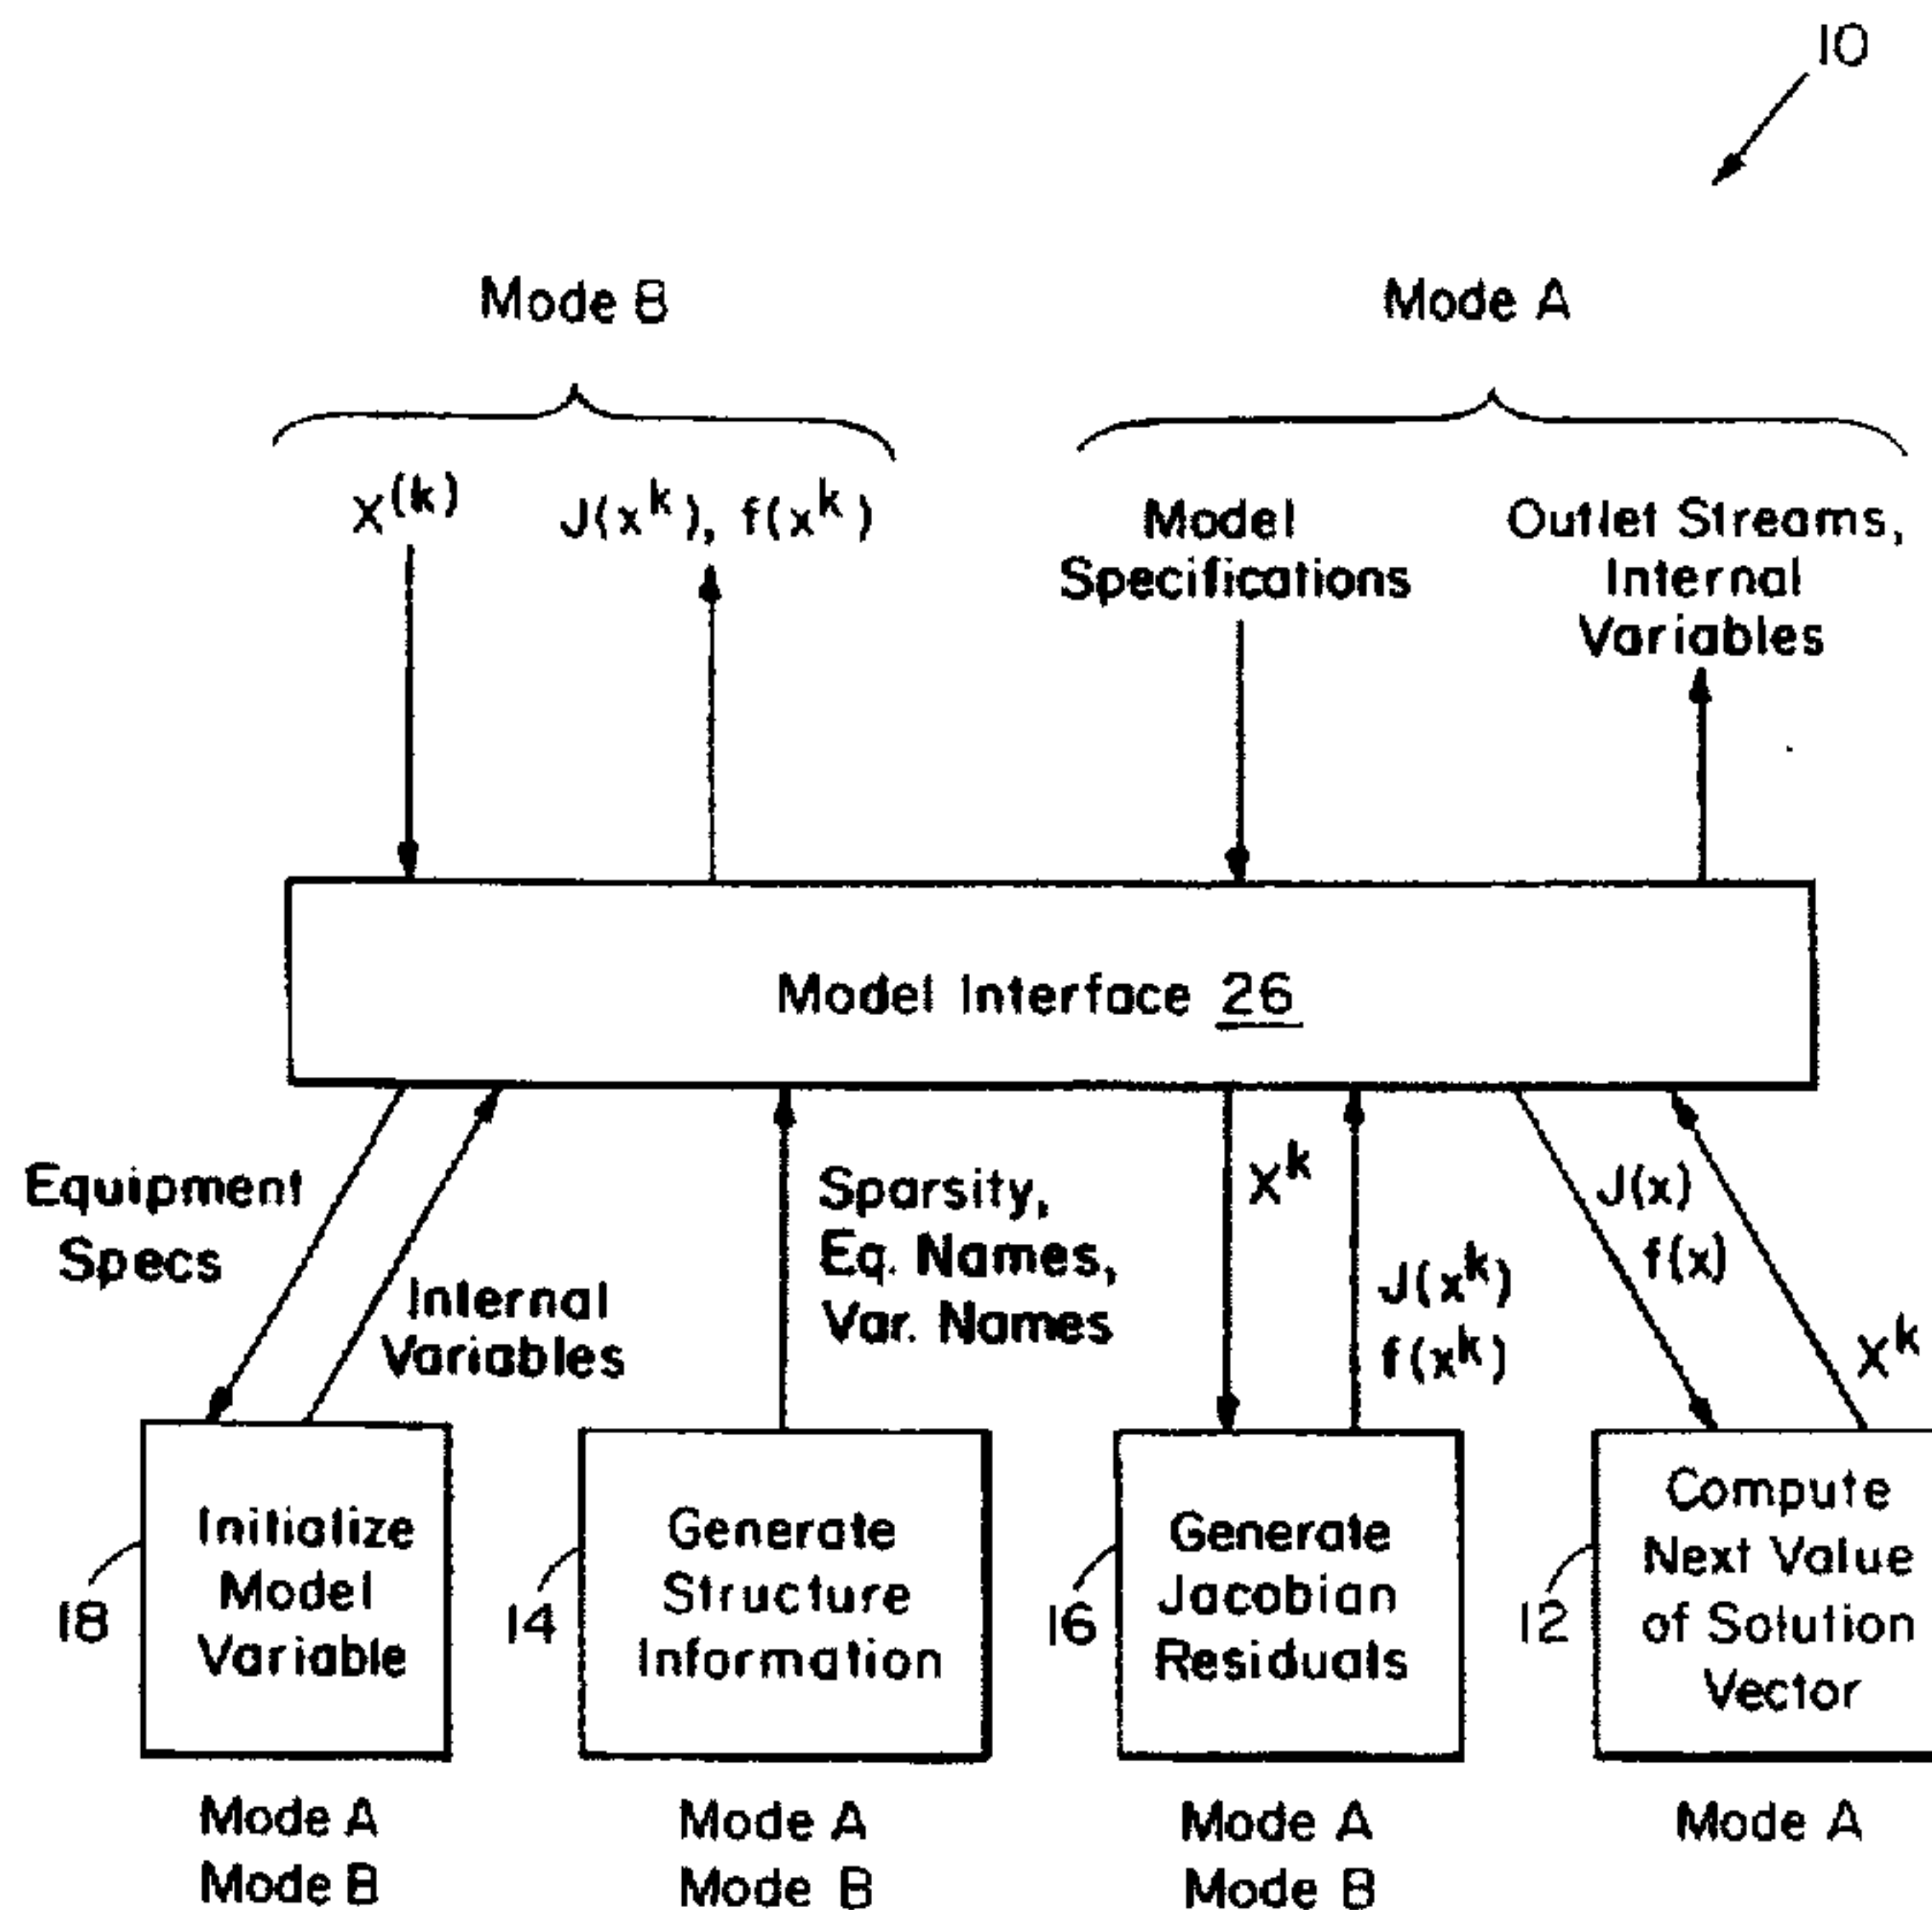 10
Mode B
Mode A
X(k)
J(xk), f(xk)
Model
Specifications
Outlet Streams,
Internal
Variables
Model Interface 26
Equipment
Specs
Internal
Variables
Sparsity,
Eq. Names,
Var. Names
Xk
J(xk)
f(xk)
J(x)
f(x)
Xk
18
Initialize
Model
Variable
14
Generate
Structure
Information
16
Generate
Jacobian
Residuals
12
Compute
Next Value
of Solution
Vector
Mode A
Mode B
Mode A
Mode B
Mode A
Mode B
Mode A